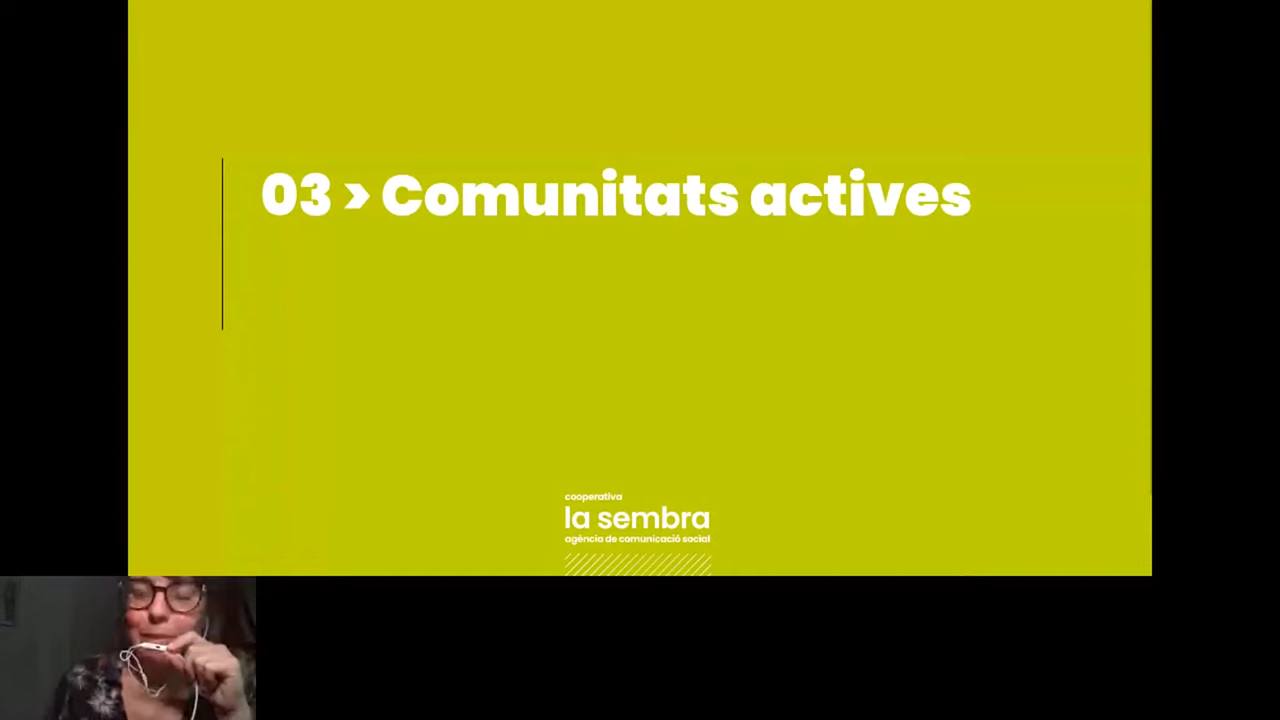 03 > Comunitats actives
cooperativa
la sembra
agència de comunicació social